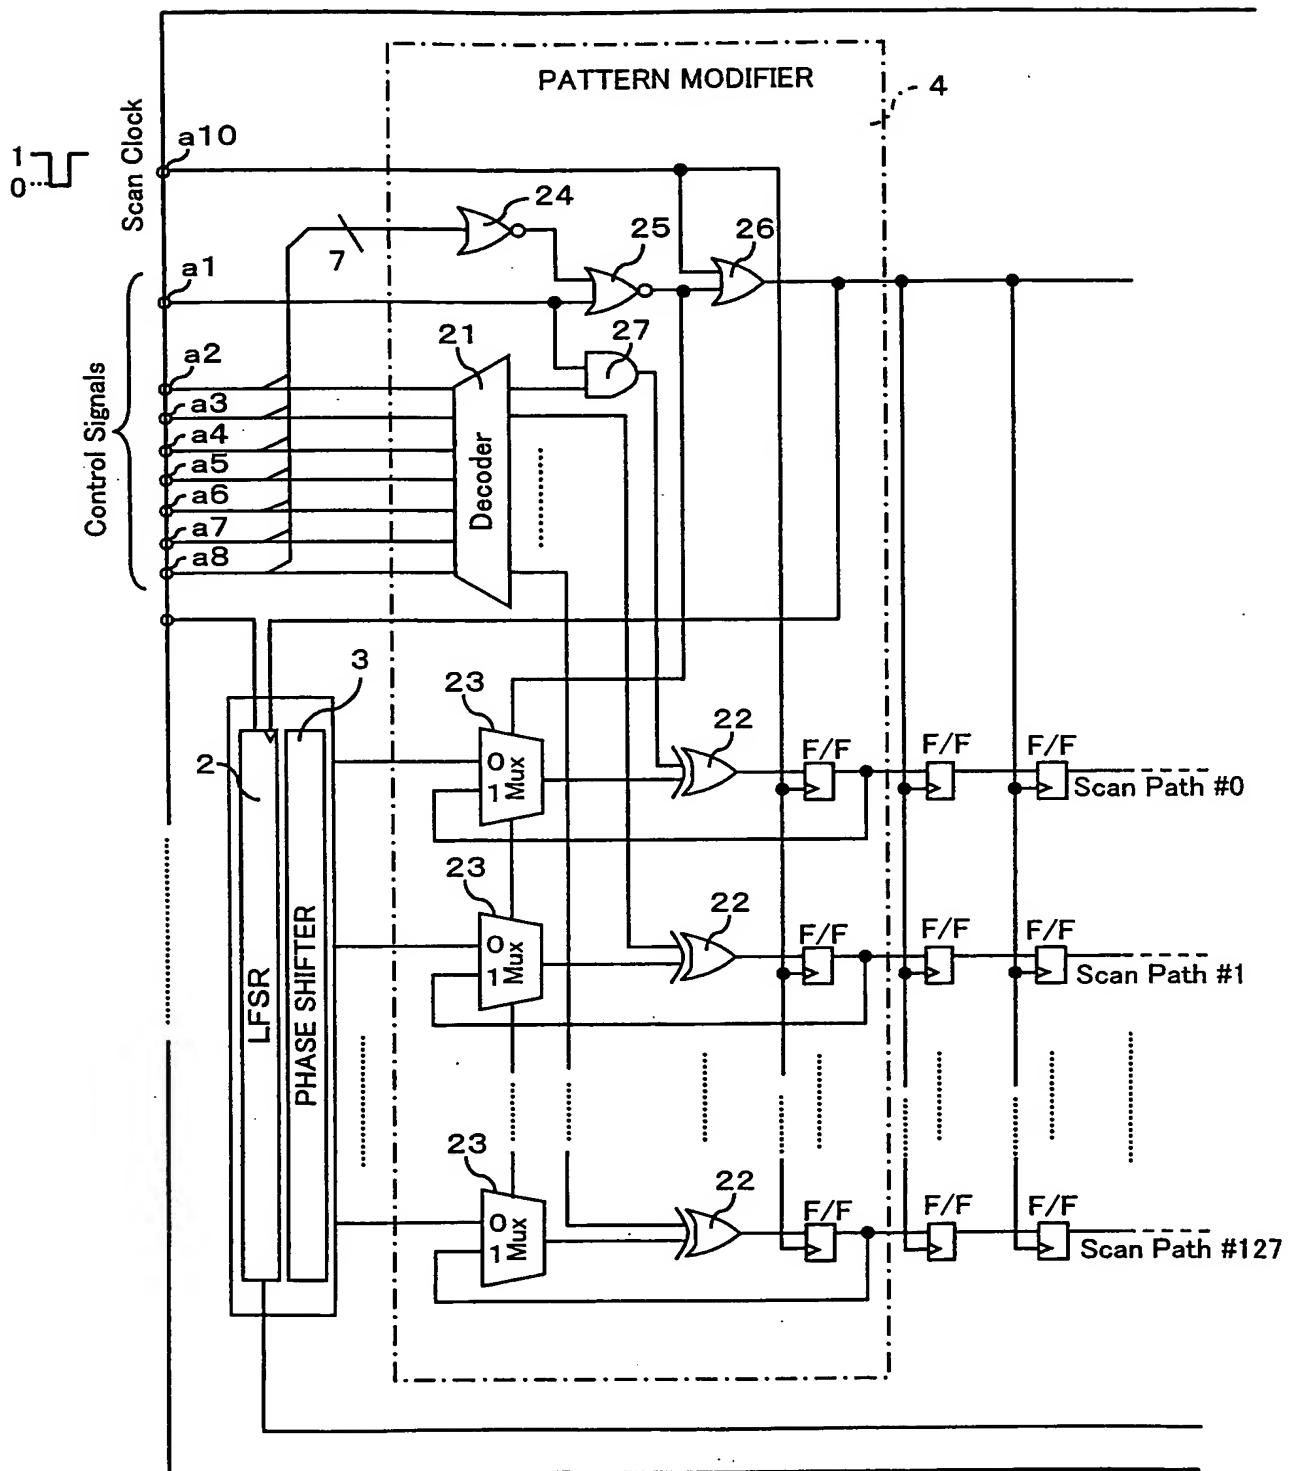 PATTERN MODIFIER
4
Scan Clock
a10
1
0
24
7
25
26
a1
27
21
Control Signals
a2
a3
a4
a5
a6
a7
a8
Decoder
3
2
23
22
F/F
F/F
F/F
0
1
Mux
Scan Path #0
23
22
F/F
F/F
F/F
0
1
Mux
Scan Path #1
LFSR
PHASE SHIFTER
23
22
F/F
F/F
F/F
0
1
Mux
Scan Path #127